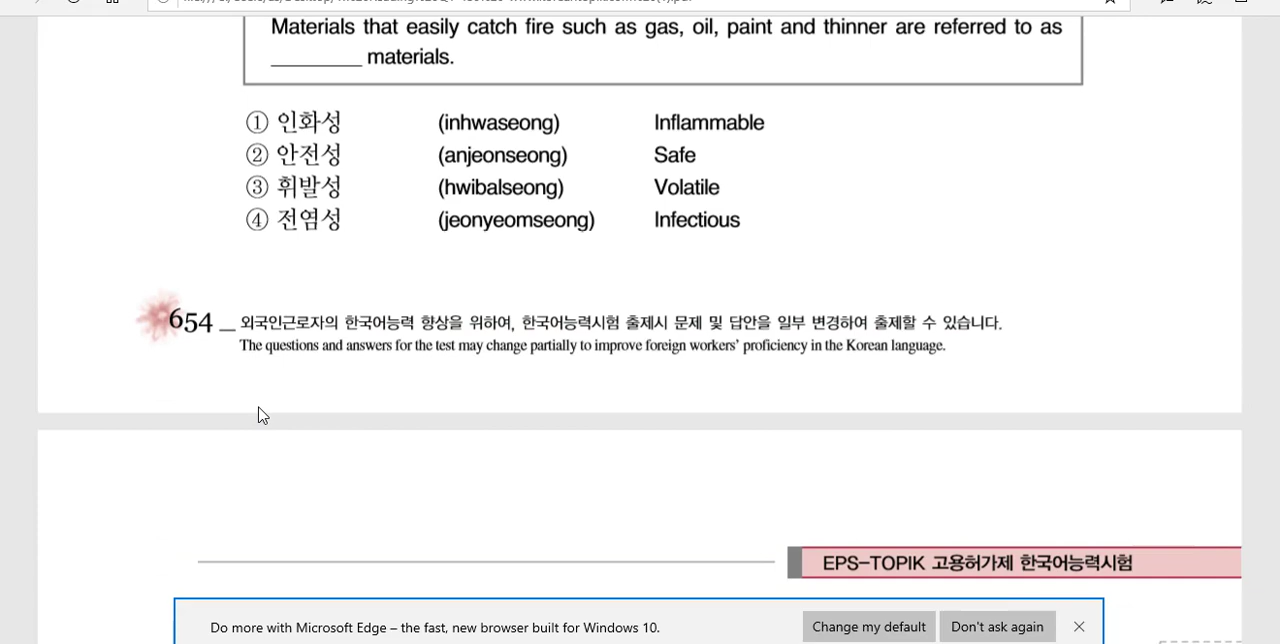 Materials that easily catch fire such as gas, oil, paint and thinner are referred to as
_________ materials.
① 인화성 (inhwaseong) Inflammable
② 안전성 (anjeonseong) Safe
③ 휘발성 (hwibalseong) Volatile
④ 전염성 (jeonyeomseong) Infectious
654 _ 외국인근로자의 한국어능력 향상을 위하여, 한국어능력시험 출제시 문제 및 답안을 일부 변경하여 출제할 수 있습니다.
The questions and answers for the test may change partially to improve foreign workers' proficiency in the Korean language.
EPS-TOPIK 고용허가제 한국어능력시험
Do more with Microsoft Edge – the fast, new browser built for Windows 10. Change my default Don't ask again